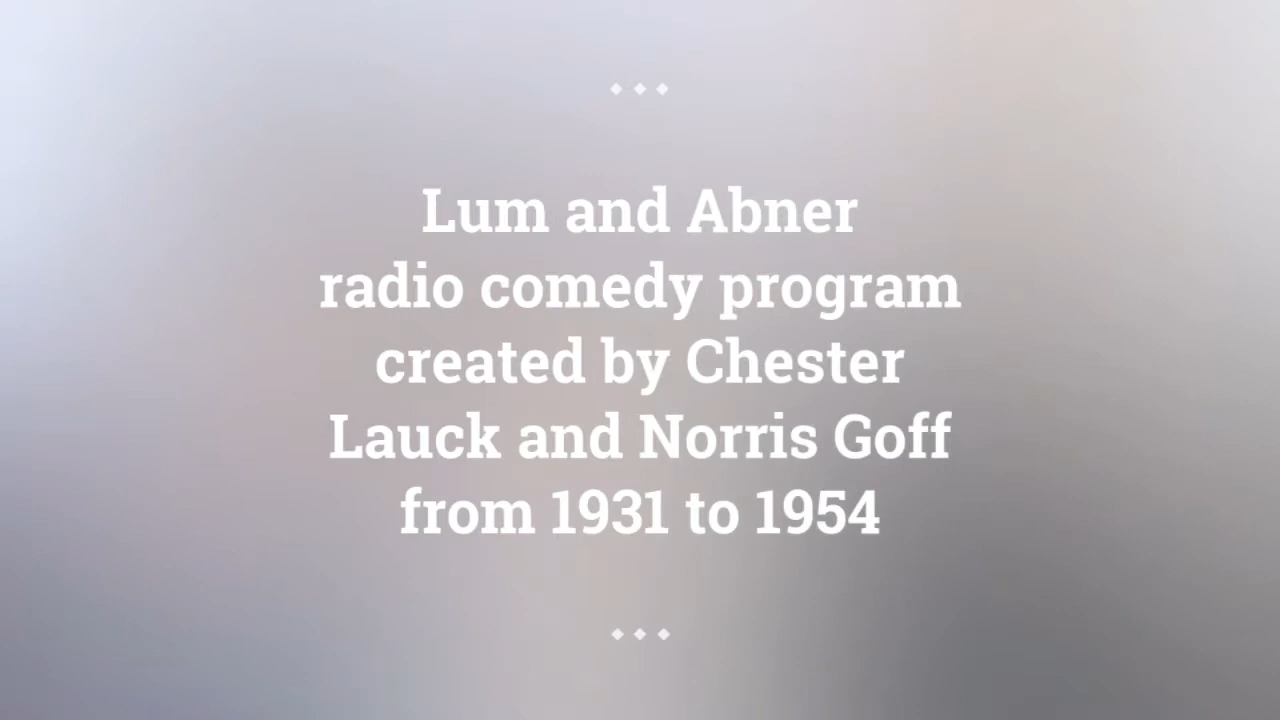 Lum and Abner
radio comedy program
created by Chester
Lauck and Norris Goff
from 1931 to 1954